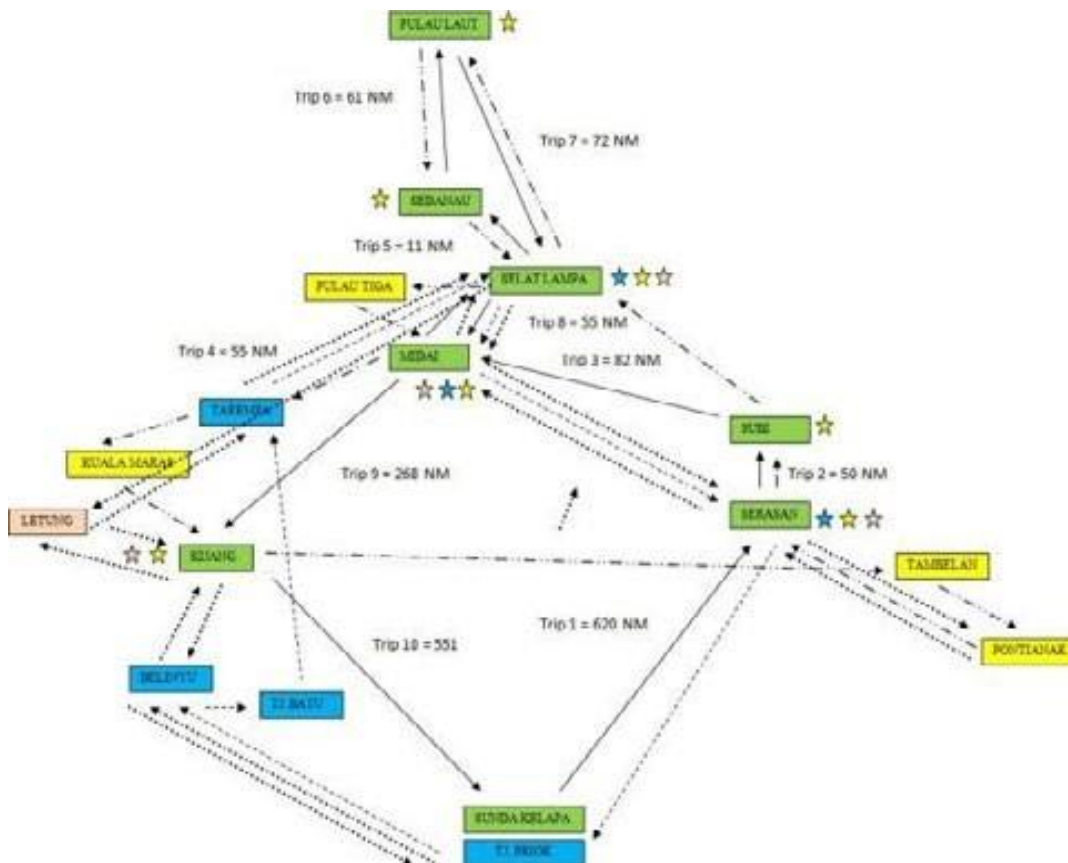 PULAU LAUT
Trip 6 = 61 NM
Trip 7 = 72 NM
SEDANAU
Trip 5 = 11 NM
SELAT LAMPA
PULAU TIGA
Trip 8 = 55 NM
Trip 4 = 55 NM
MIDAI
Trip 3 = 82 NM
TAREMPA
SUBI
KUALA MARAS
Trip 9 = 268 NM
Trip 2 = 50 NM
LETUNG
SERASAN
KIJANG
TAMBELAN
Trip 10 = 551
Trip 1 = 620 NM
PONTIANAK
BELINYU
TJ. BATU
SUNDA KELAPA
TJ. PRIOK